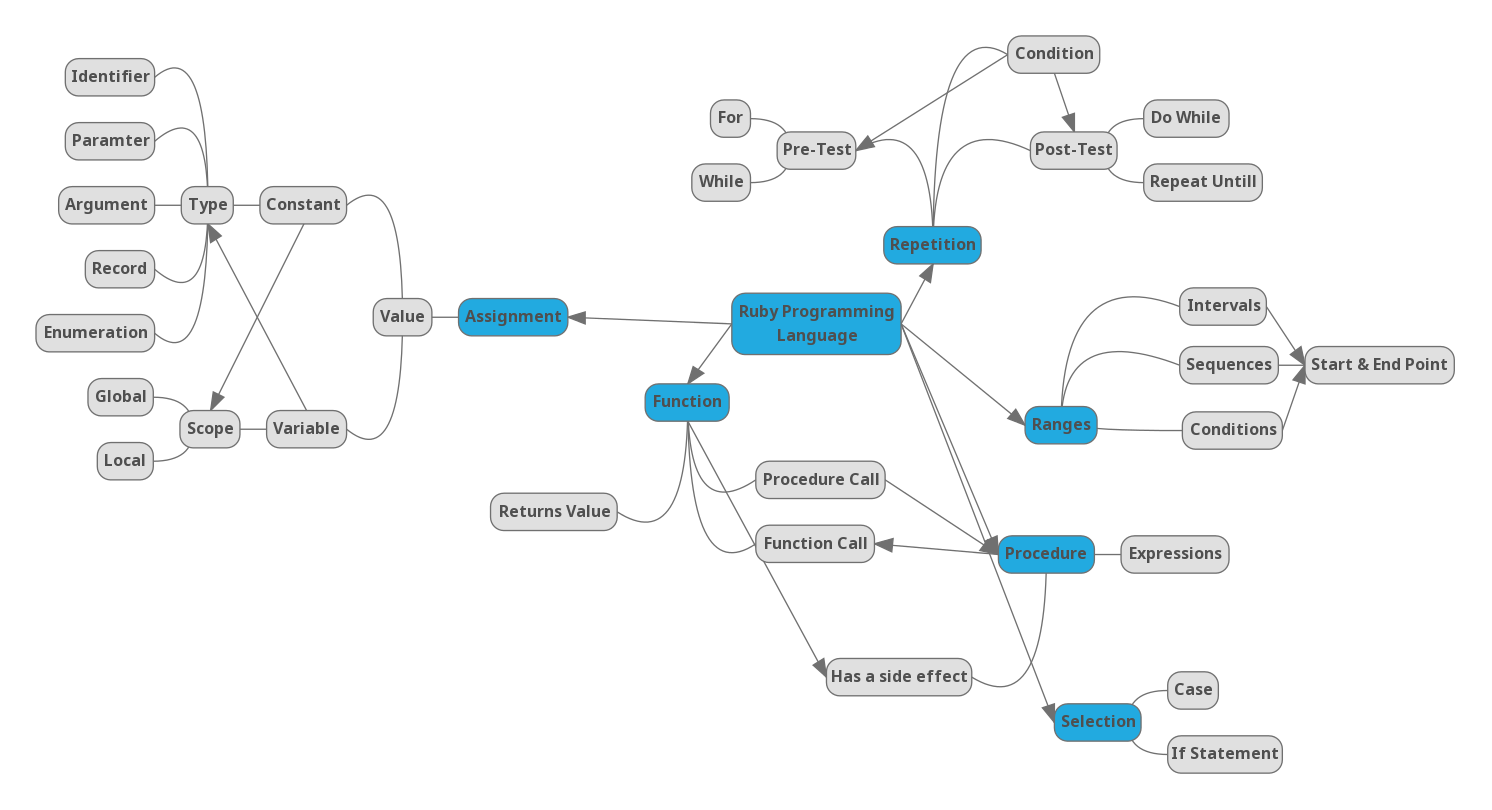 Condition
Identifier
For
Do While
Paramter
Pre-Test
Post-Test
While
Repeat Untill
Argument
Type
Constant
Repetition
Record
Ruby Programming
Language
Intervals
Value
Assignment
Enumeration
Sequences
Start & End Point
Global
Function
Ranges
Scope
Variable
Conditions
Local
Procedure Call
Returns Value
Function Call
Procedure
Expressions
Has a side effect
Case
Selection
If Statement